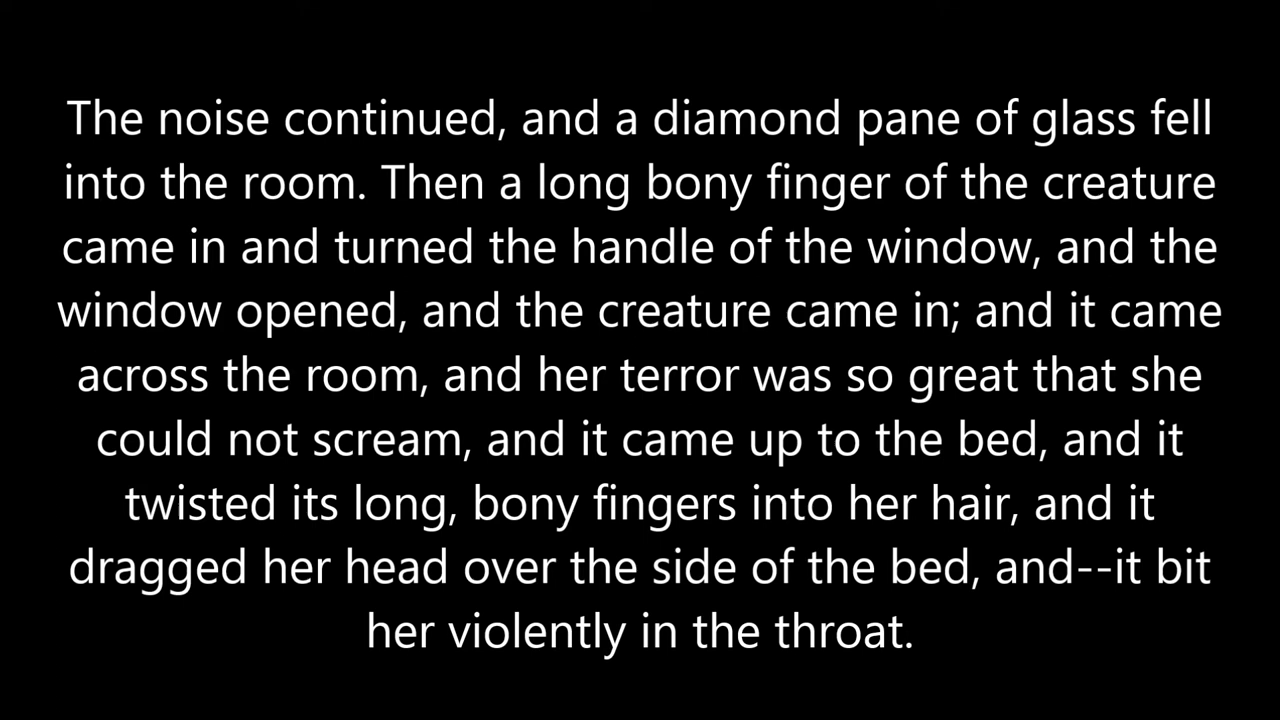 The noise continued, and a diamond pane of glass fell
into the room. Then a long bony finger of the creature
came in and turned the handle of the window, and the
window opened, and the creature came in; and it came
across the room, and her terror was so great that she
could not scream, and it came up to the bed, and it
twisted its long, bony fingers into her hair, and it
dragged her head over the side of the bed, and--it bit
her violently in the throat.